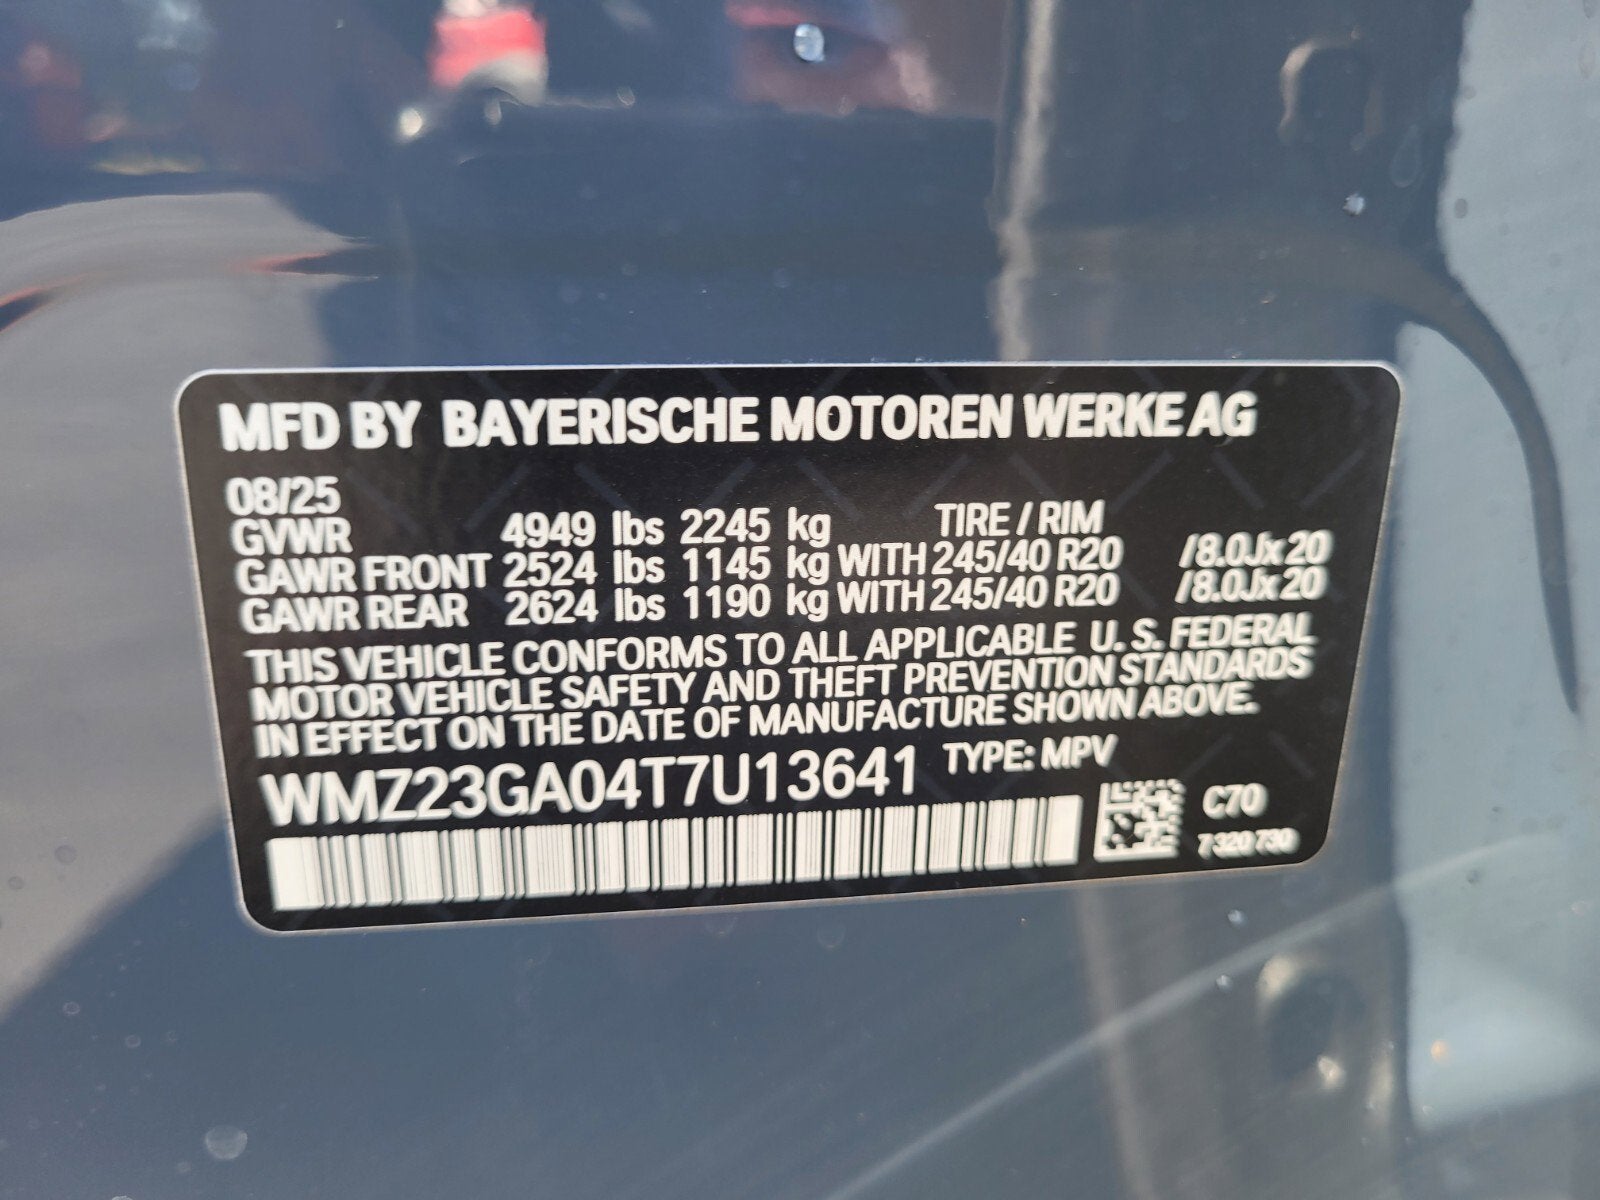 MFD BY BAYERISCHE MOTOREN WERKE AG
08/25
GVWR 4949 lbs 2245 kg TIRE / RIM
GAWR FRONT 2524 lbs 1145 kg WITH 245/40 R20 /8.0Jx20
GAWR REAR 2624 lbs 1190 kg WITH 245/40 R20 /8.0Jx20
THIS VEHICLE CONFORMS TO ALL APPLICABLE U. S. FEDERAL
MOTOR VEHICLE SAFETY AND THEFT PREVENTION STANDARDS
IN EFFECT ON THE DATE OF MANUFACTURE SHOWN ABOVE.
WMZ23GA04T7U13641 TYPE: MPV
C70
7 320 730